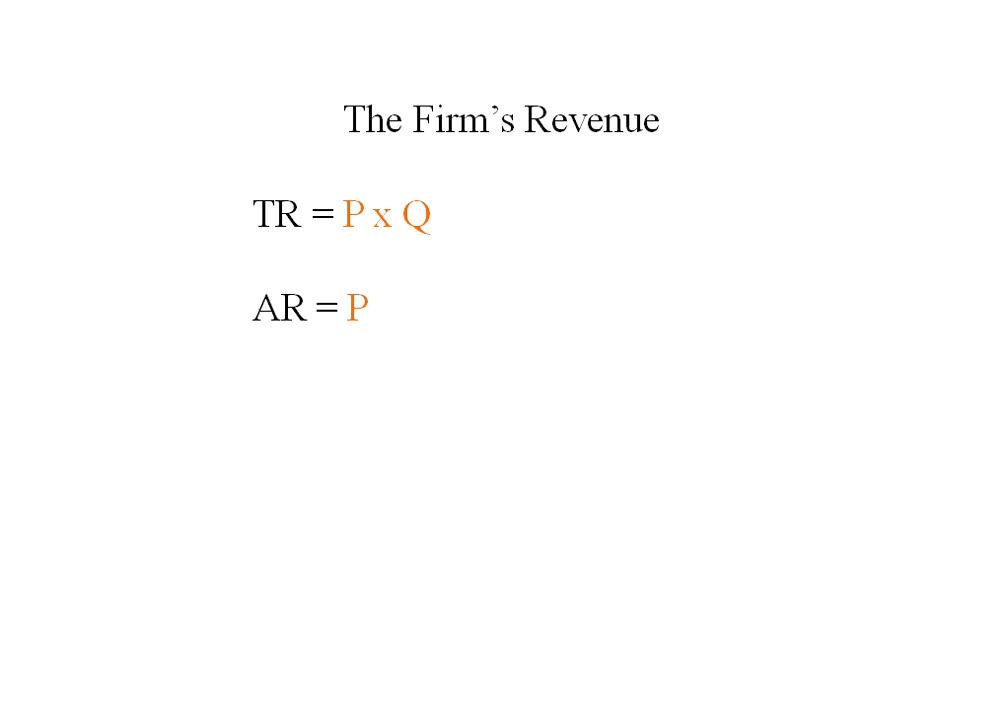 The Firm’s Revenue
TR = P x Q
AR = P